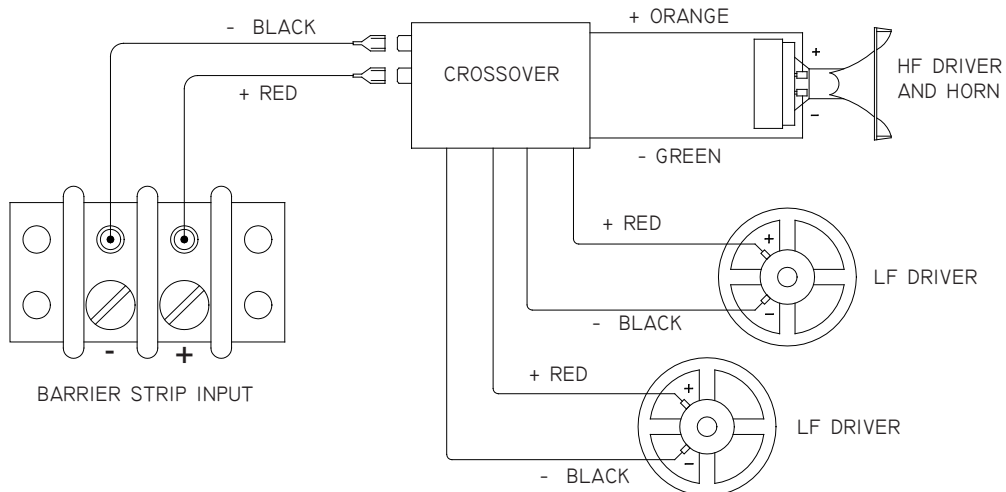 + ORANGE
- BLACK
CROSSOVER
+
HF DRIVER
AND HORN
+ RED
-
- GREEN
+ RED
+
LF DRIVER
-
- BLACK
- +
BARRIER STRIP INPUT
+ RED
+
LF DRIVER
-
- BLACK